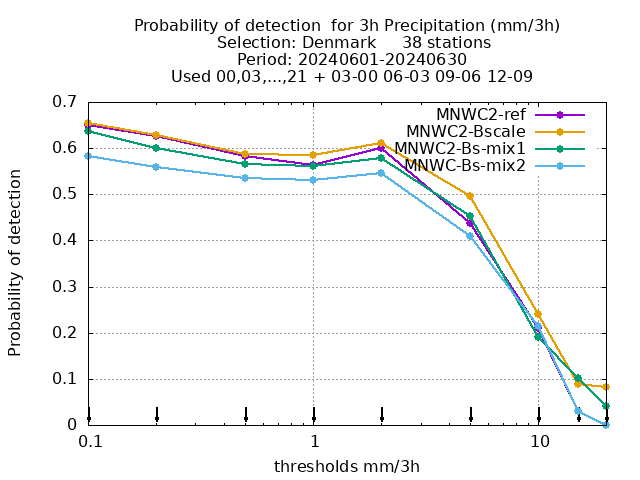 Probability of detection  for 3h Precipitation (mm/3h)
Selection: Denmark     38 stations
Period: 20240601-20240630
Used 00,03,...,21 + 03-00 06-03 09-06 12-09
MNWC2-ref
MNWC2-Bscale
MNWC2-Bs-mix1
MNWC-Bs-mix2
Probability of detection
0.7
0.6
0.5
0.4
0.3
0.2
0.1
0
0.1 1 10
thresholds mm/3h